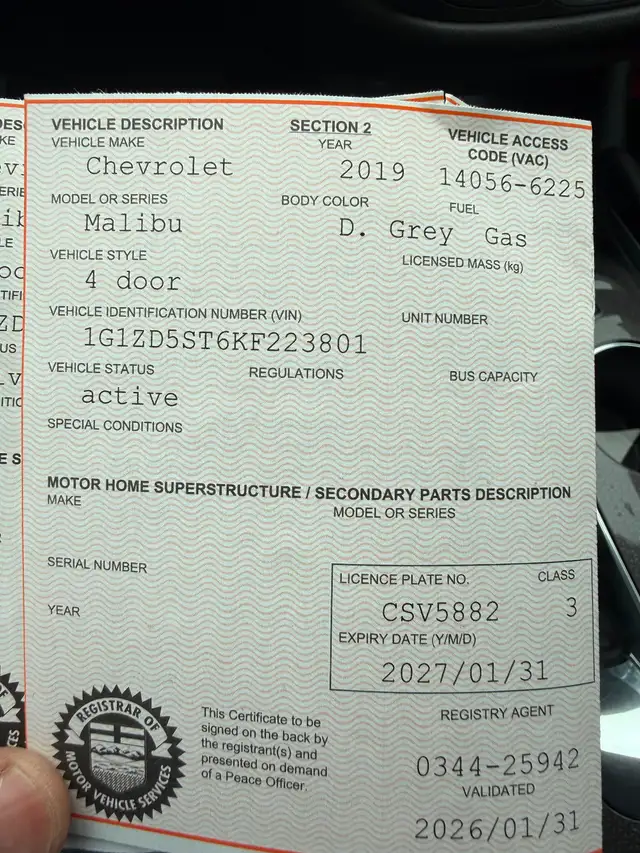 VEHICLE DESCRIPTION SECTION 2 VEHICLE ACCESS
VEHICLE MAKE YEAR CODE (VAC)
Chevrolet 2019 14056-6225
MODEL OR SERIES BODY COLOR FUEL
Malibu D. Grey Gas
VEHICLE STYLE LICENSED MASS (kg)
4 door
VEHICLE IDENTIFICATION NUMBER (VIN) UNIT NUMBER
1G1ZD5ST6KF223801
VEHICLE STATUS REGULATIONS BUS CAPACITY
active
SPECIAL CONDITIONS
MOTOR HOME SUPERSTRUCTURE / SECONDARY PARTS DESCRIPTION
MAKE MODEL OR SERIES
SERIAL NUMBER
YEAR
LICENCE PLATE NO. CLASS
CSV5882 3
EXPIRY DATE (Y/M/D)
2027/01/31
REGISTRAR OF
MOTOR VEHICLE SERVICES
This Certificate to be
signed on the back by
the registrant(s) and
presented on demand
of a Peace Officer.
REGISTRY AGENT
0344-25942
VALIDATED
2026/01/31